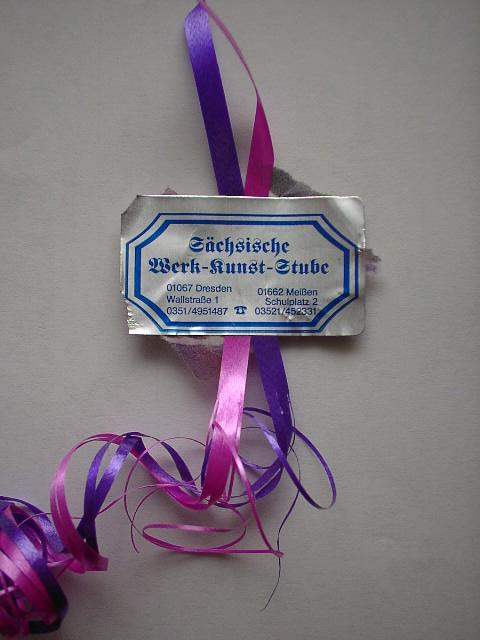 Sächsische
Werk-Kunst-Stube
01067 Dresden
Wallstraße 1
0351/4951487
01662 Meißen
Schulplatz 2
03521/452331